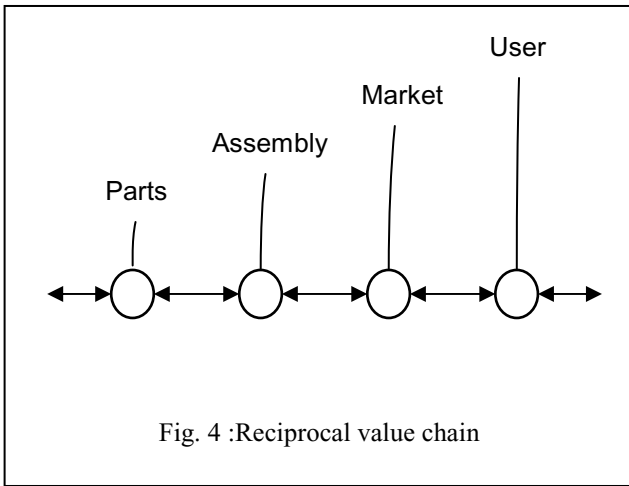 User
Market
Assembly
Parts
Fig. 4 :Reciprocal value chain